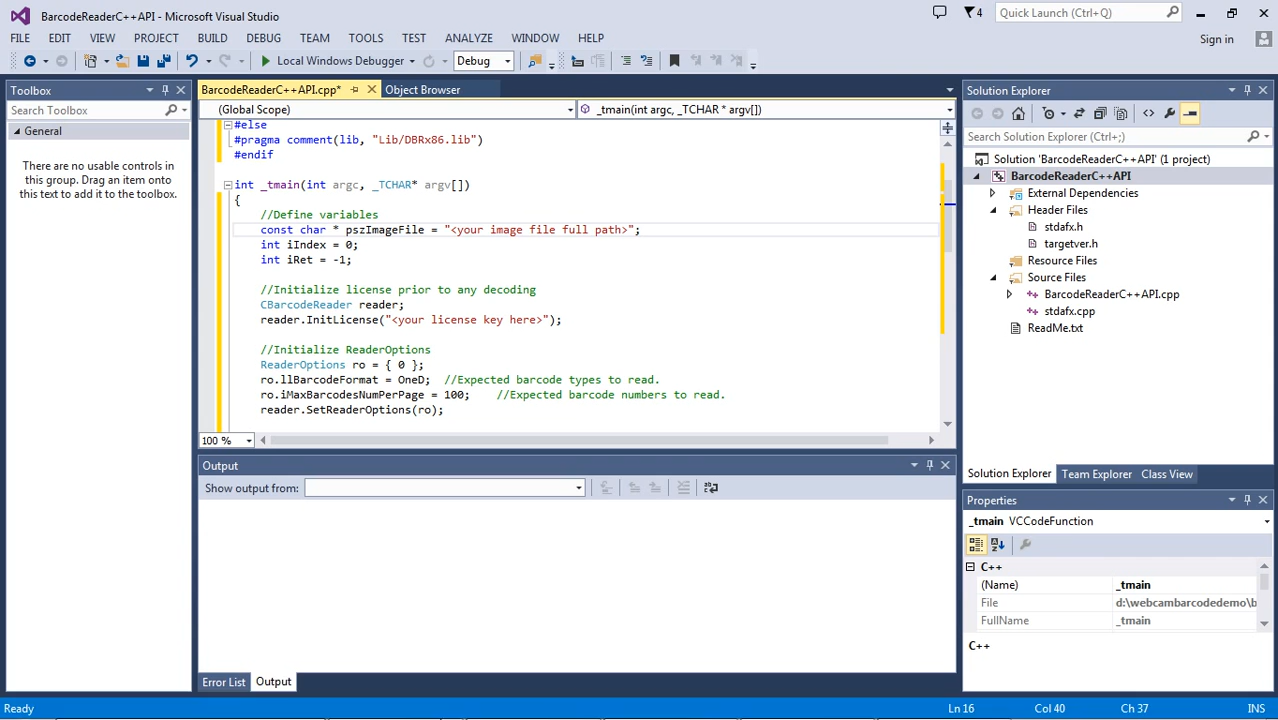 BarcodeReaderC++API - Microsoft Visual Studio
4
Quick Launch (Ctrl+Q)
FILE EDIT VIEW PROJECT BUILD DEBUG TEAM TOOLS TEST ANALYZE WINDOW HELP
Sign in
Local Windows Debugger Debug
Toolbox
Search Toolbox
General
There are no usable controls in
this group. Drag an item onto
this text to add it to the toolbox.
BarcodeReaderC++API.cpp* Object Browser
(Global Scope) _tmain(int argc, _TCHAR * argv[])
#else
#pragma comment(lib, "Lib/DBRx86.lib")
#endif
int _tmain(int argc, _TCHAR* argv[])
{
//Define variables
const char * pszImageFile = "<your image file full path>";
int iIndex = 0;
int iRet = -1;
//Initialize license prior to any decoding
CBarcodeReader reader;
reader.InitLicense("<your license key here>");
//Initialize ReaderOptions
ReaderOptions ro = { 0 };
ro.llBarcodeFormat = OneD; //Expected barcode types to read.
ro.iMaxBarcodesNumPerPage = 100; //Expected barcode numbers to read.
reader.SetReaderOptions(ro);
100 %
Output
Show output from:
Error List Output
Solution Explorer
Search Solution Explorer (Ctrl+;)
Solution 'BarcodeReaderC++API' (1 project)
BarcodeReaderC++API
External Dependencies
Header Files
stdafx.h
targetver.h
Resource Files
Source Files
BarcodeReaderC++API.cpp
stdafx.cpp
ReadMe.txt
Solution Explorer Team Explorer Class View
Properties
_tmain VCCodeFunction
C++
(Name) _tmain
File d:\webcambarcodedemo\b
FullName _tmain
C++
Ready Ln 16 Col 40 Ch 37 INS